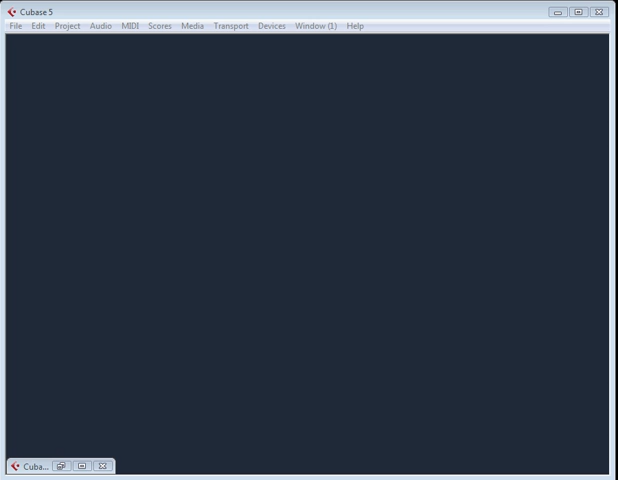 Cubase 5
File Edit Project Audio MIDI Scores Media Transport Devices Window (1) Help
Cuba...